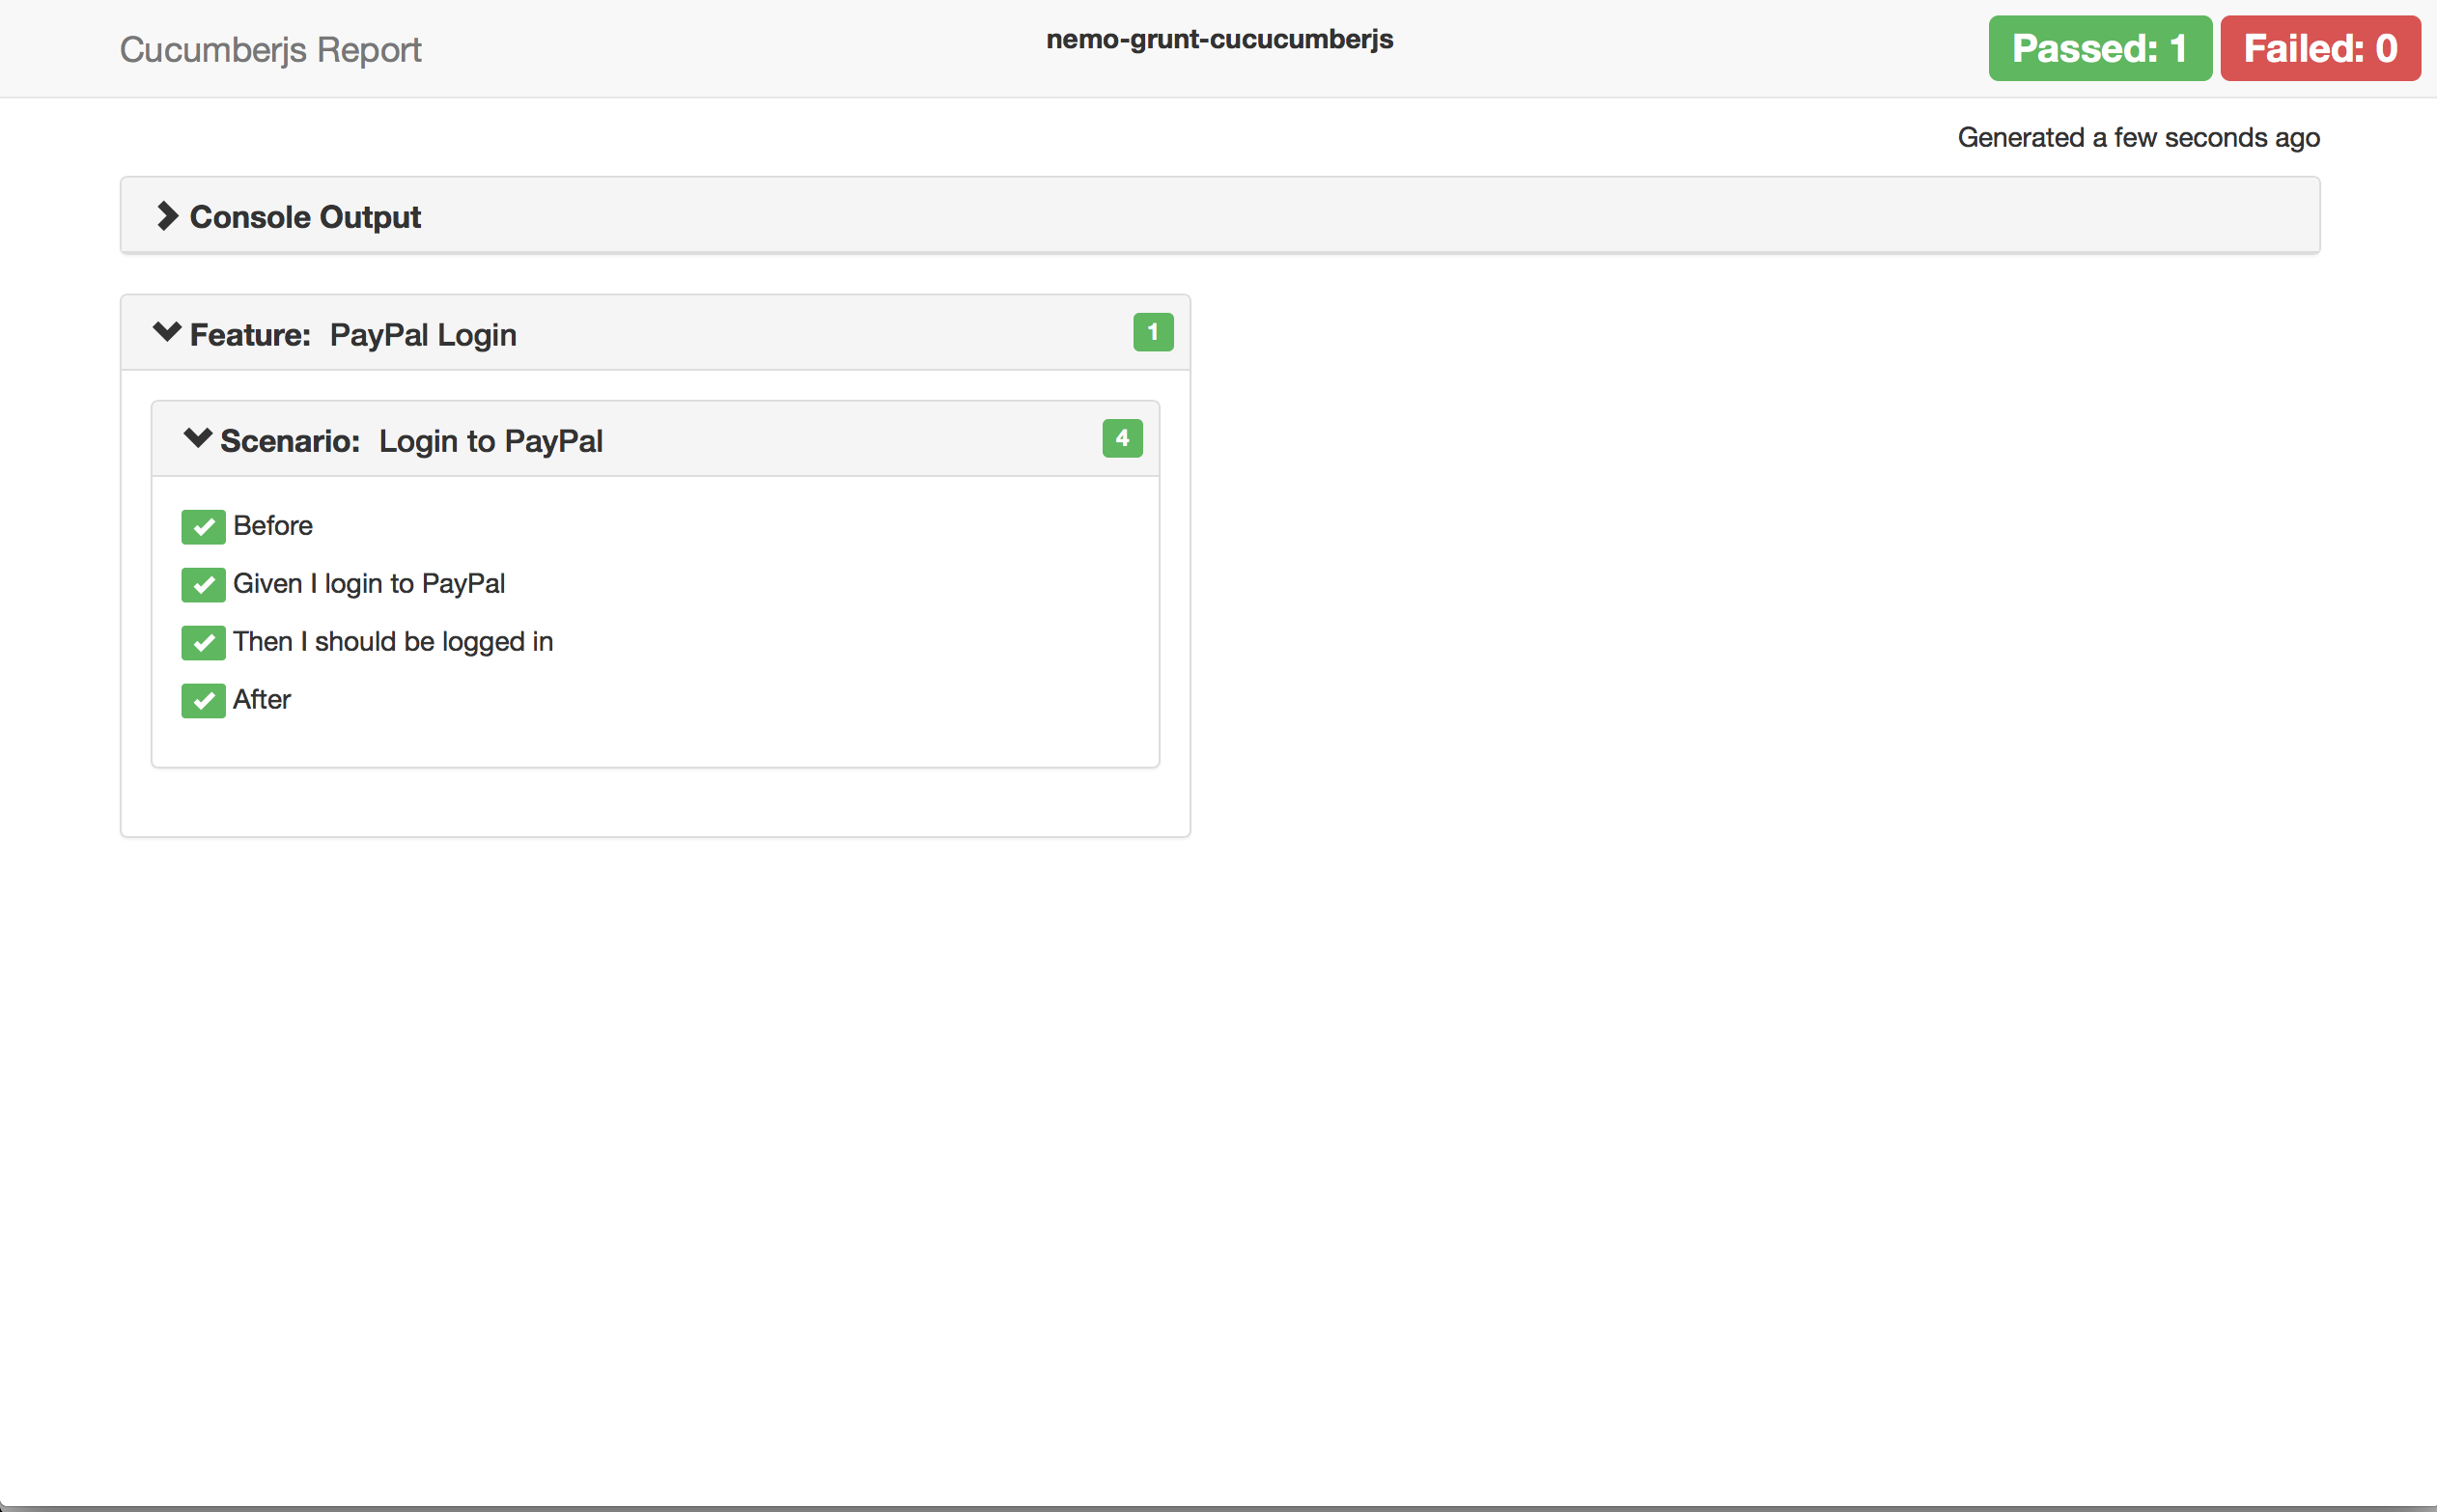 Cucumberjs Report
nemo-grunt-cucucumberjs
Passed: 1
Failed: 0
Generated a few seconds ago
Console Output
Feature: PayPal Login
1
Scenario: Login to PayPal
4
Before
Given I login to PayPal
Then I should be logged in
After